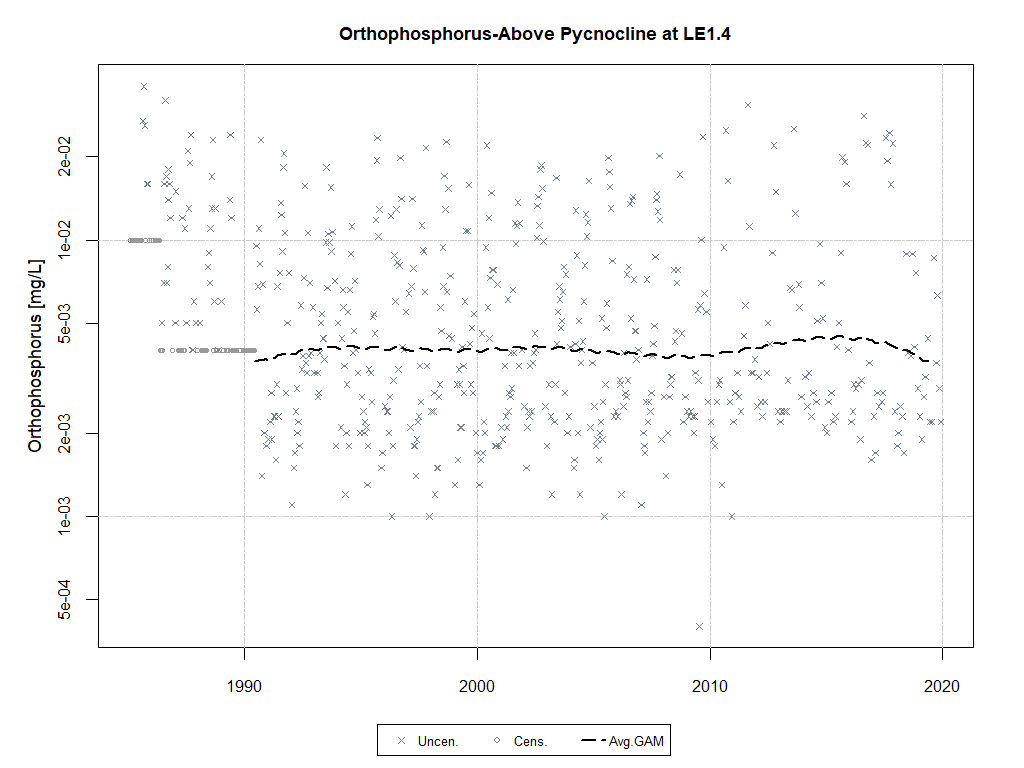 Orthophosphorus-Above Pycnocline at LE1.4
Orthophosphorus [mg/L]
2e-02
1e-02
5e-03
2e-03
1e-03
5e-04
1990 2000 2010 2020
Uncen. Cens. Avg.GAM